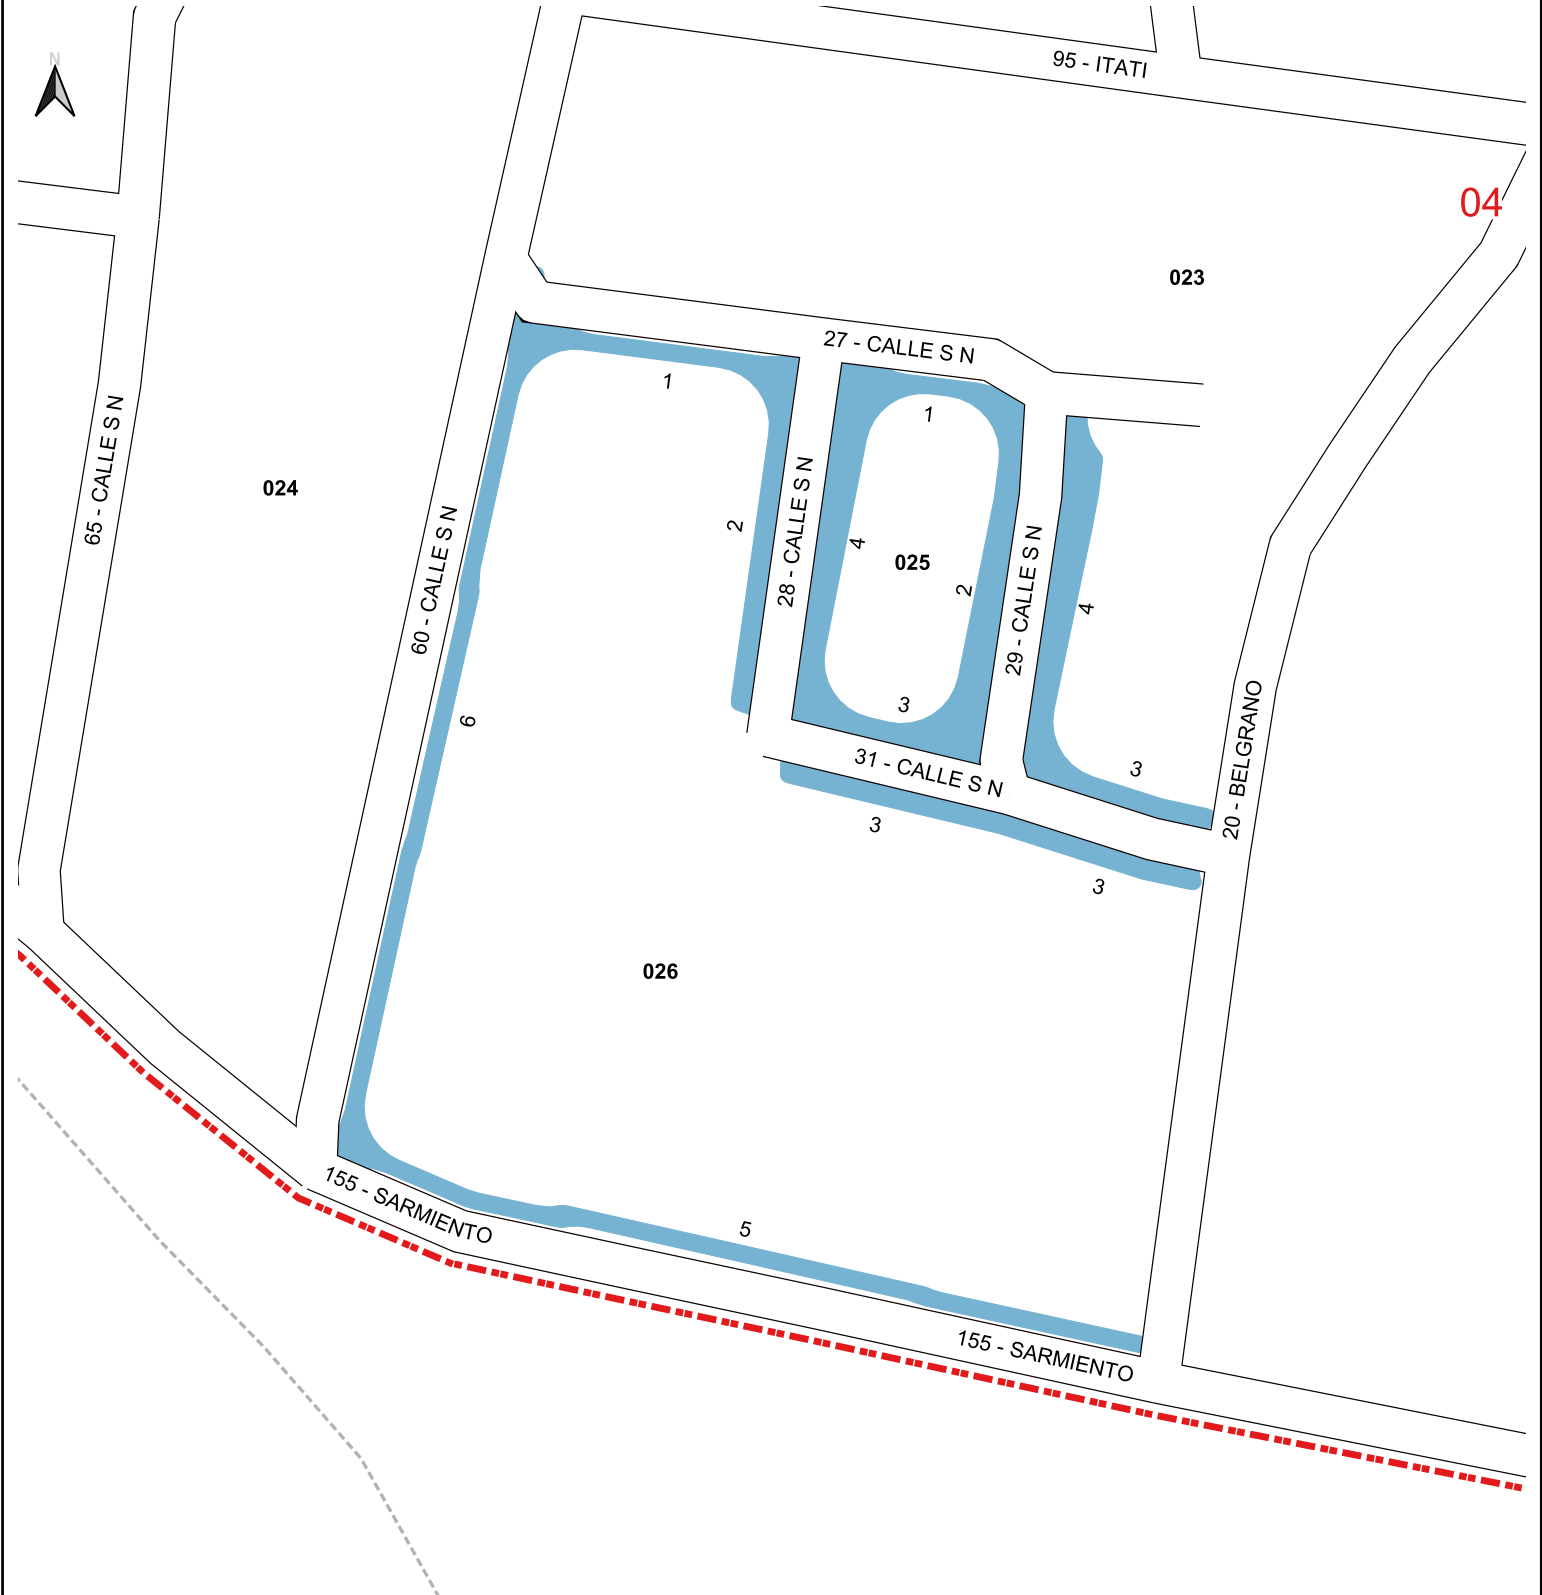 N
95 - ITATI
04
023
27 - CALLE S N
1
1
65 - CALLE S N
024
60 - CALLE S N
2
28 - CALLE S N
4
025
2
29 - CALLE S N
4
6
3
31 - CALLE S N
3
20 - BELGRANO
3
3
026
155 - SARMIENTO
5
155 - SARMIENTO